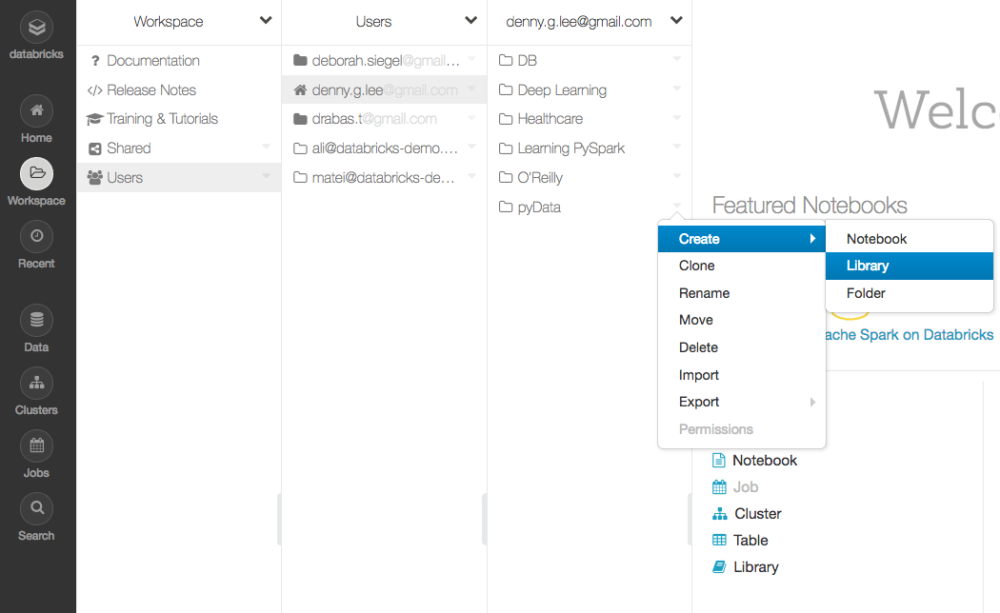 databricks
Home
Workspace
Recent
Data
Clusters
Jobs
Search
Workspace
? Documentation
</> Release Notes
Training & Tutorials
Shared
Users
Users
deborah.siegel@gmail...
denny.g.lee@gmail.com
drabas.t@gmail.com
ali@databricks-demo....
matei@databricks-de...
denny.g.lee@gmail.com
DB
Deep Learning
Healthcare
Learning PySpark
O'Reilly
pyData
Create
Clone
Rename
Move
Delete
Import
Export
Permissions
Notebook
Library
Folder
Welc
Featured Notebooks
ache Spark on Databricks
Notebook
Job
Cluster
Table
Library